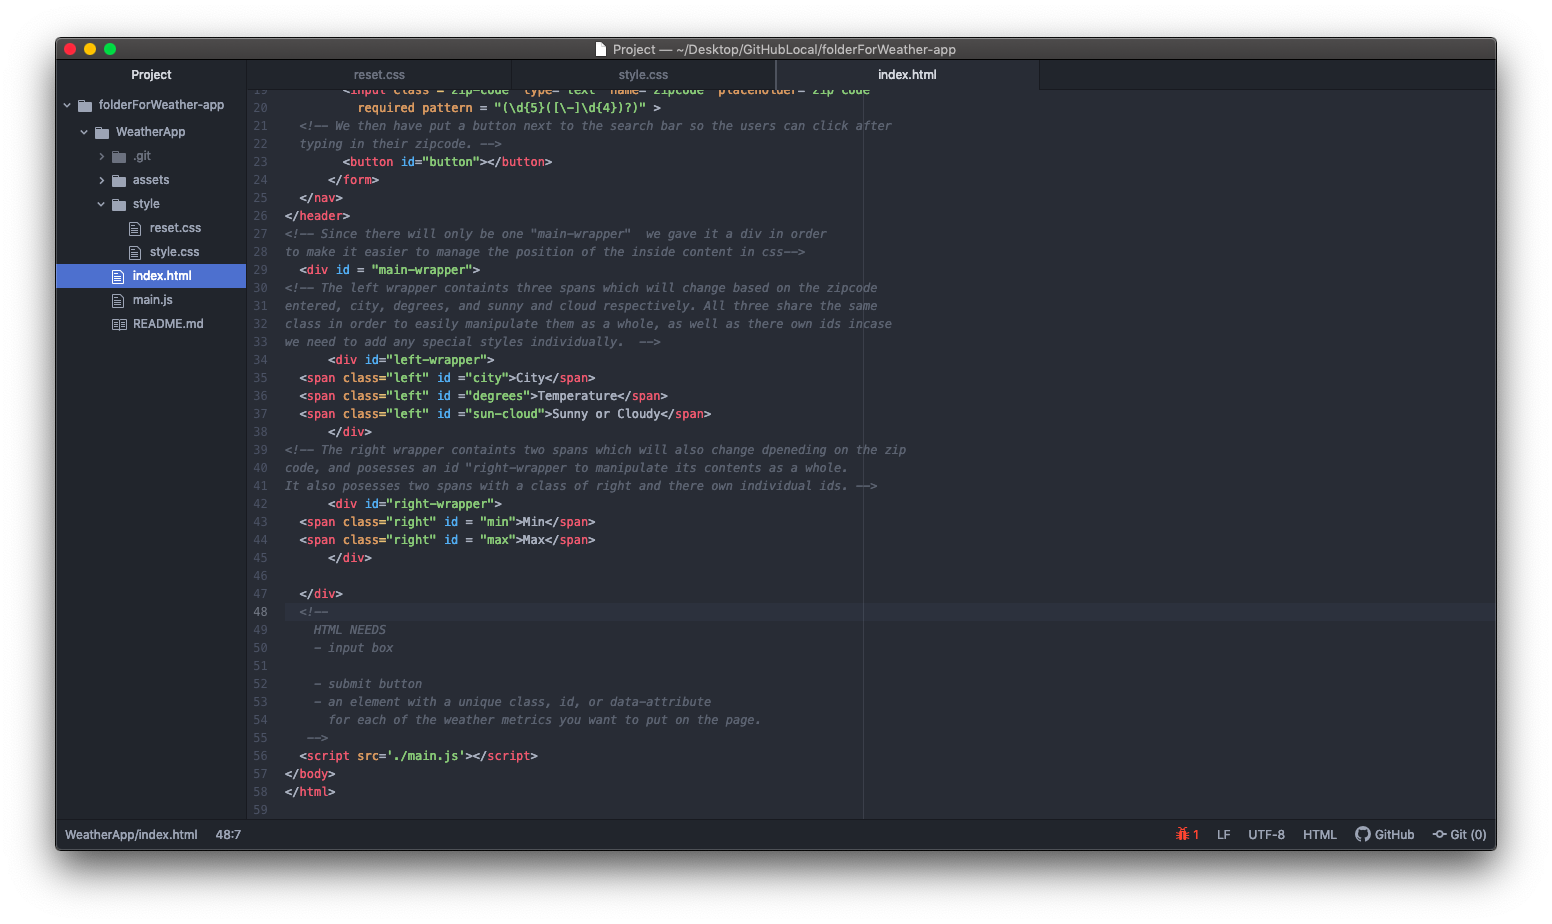 Project — ~/Desktop/GitHubLocal/folderForWeather-app
Project
folderForWeather-app
WeatherApp
.git
assets
style
reset.css
style.css
index.html
main.js
README.md
reset.css
style.css
index.html
19 <input class = "zip-code" type="text" name="zipcode" placeholder="zip code"
20 required pattern = "(\d{5}([\-]\d{4})?)" >
21 <!-- We then have put a button next to the search bar so the users can click after
22 typing in their zipcode. -->
23 <button id="button"></button>
24 </form>
25 </nav>
26 </header>
27 <!-- Since there will only be one "main-wrapper"  we gave it a div in order
28 to make it easier to manage the position of the inside content in css-->
29 <div id = "main-wrapper">
30 <!-- The left wrapper containts three spans which will change based on the zipcode
31 entered, city, degrees, and sunny and cloud respectively. All three share the same
32 class in order to easily manipulate them as a whole, as well as there own ids incase
33 we need to add any special styles individually.  -->
34 <div id="left-wrapper">
35 <span class="left" id ="city">City</span>
36 <span class="left" id ="degrees">Temperature</span>
37 <span class="left" id ="sun-cloud">Sunny or Cloudy</span>
38 </div>
39 <!-- The right wrapper containts two spans which will also change dpeneding on the zip
40 code, and posesses an id "right-wrapper to manipulate its contents as a whole.
41 It also posesses two spans with a class of right and there own individual ids. -->
42 <div id="right-wrapper">
43 <span class="right" id = "min">Min</span>
44 <span class="right" id = "max">Max</span>
45 </div>
46
47 </div>
48 <!--
49 HTML NEEDS
50 - input box
51
52 - submit button
53 - an element with a unique class, id, or data-attribute
54 for each of the weather metrics you want to put on the page.
55 -->
56 <script src='./main.js'></script>
57 </body>
58 </html>
59
WeatherApp/index.html 48:7
1 LF UTF-8 HTML GitHub Git (0)